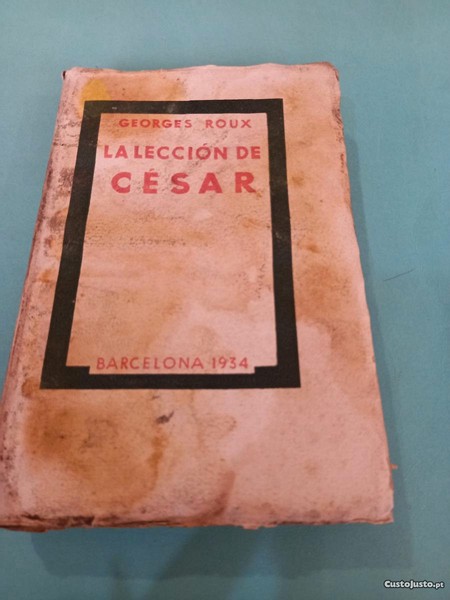 GEORGES ROUX
LA LECCIÓN DE
CÉSAR
BARCELONA 1934
CustoJusto.pt